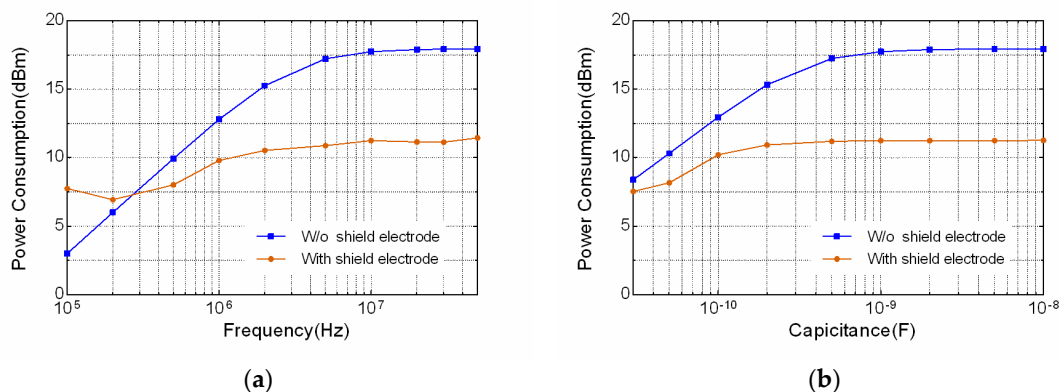 20
15
10
5
0
Power Consumption(dBm)
W/o shield electrode
With shield electrode
10^5
10^6
10^7
Frequency(Hz)
(a)
20
15
10
5
0
Power Consumption(dBm)
W/o shield electrode
With shield electrode
10^-10
10^-9
10^-8
Capicitance(F)
(b)